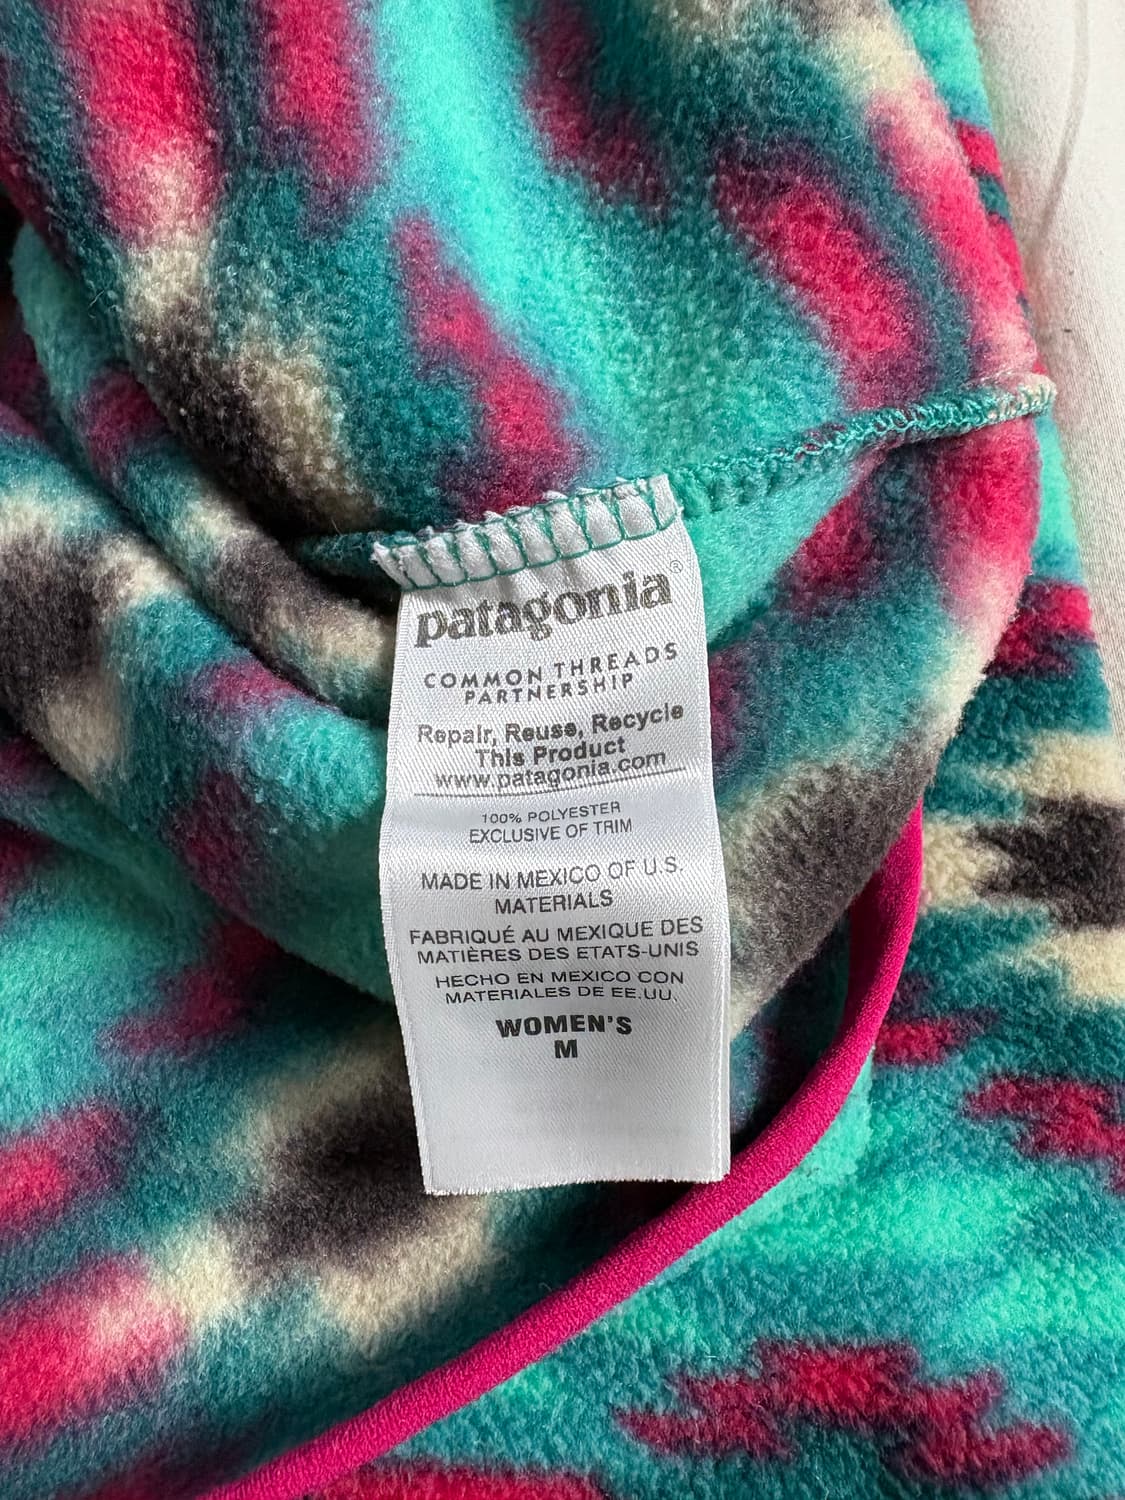 patagonia®
COMMON THREADS
PARTNERSHIP
Repair, Reuse, Recycle
This Product
www.patagonia.com
100% POLYESTER
EXCLUSIVE OF TRIM
MADE IN MEXICO OF U.S.
MATERIALS
FABRIQUÉ AU MEXIQUE DES
MATIÈRES DES ETATS-UNIS
HECHO EN MEXICO CON
MATERIALES DE EE.UU.
WOMEN'S
M